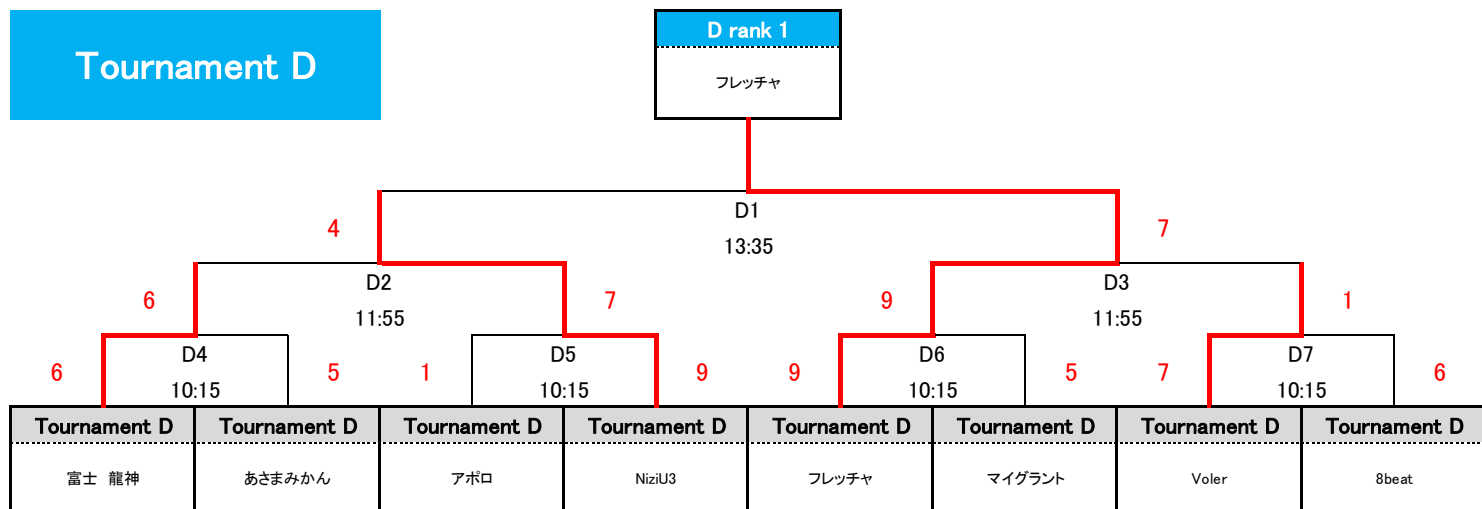 Tournament D
D rank 1
フレッチャ
D1
4
7
13:35
D2
D3
6
7
9
1
11:55
11:55
D4
D5
D6
D7
6
5
1
9
9
5
7
6
10:15
10:15
10:15
10:15
Tournament D
Tournament D
Tournament D
Tournament D
Tournament D
Tournament D
Tournament D
Tournament D
富士　龍神
あさまみかん
アポロ
NiziU3
フレッチャ
マイグラント
Voler
8beat